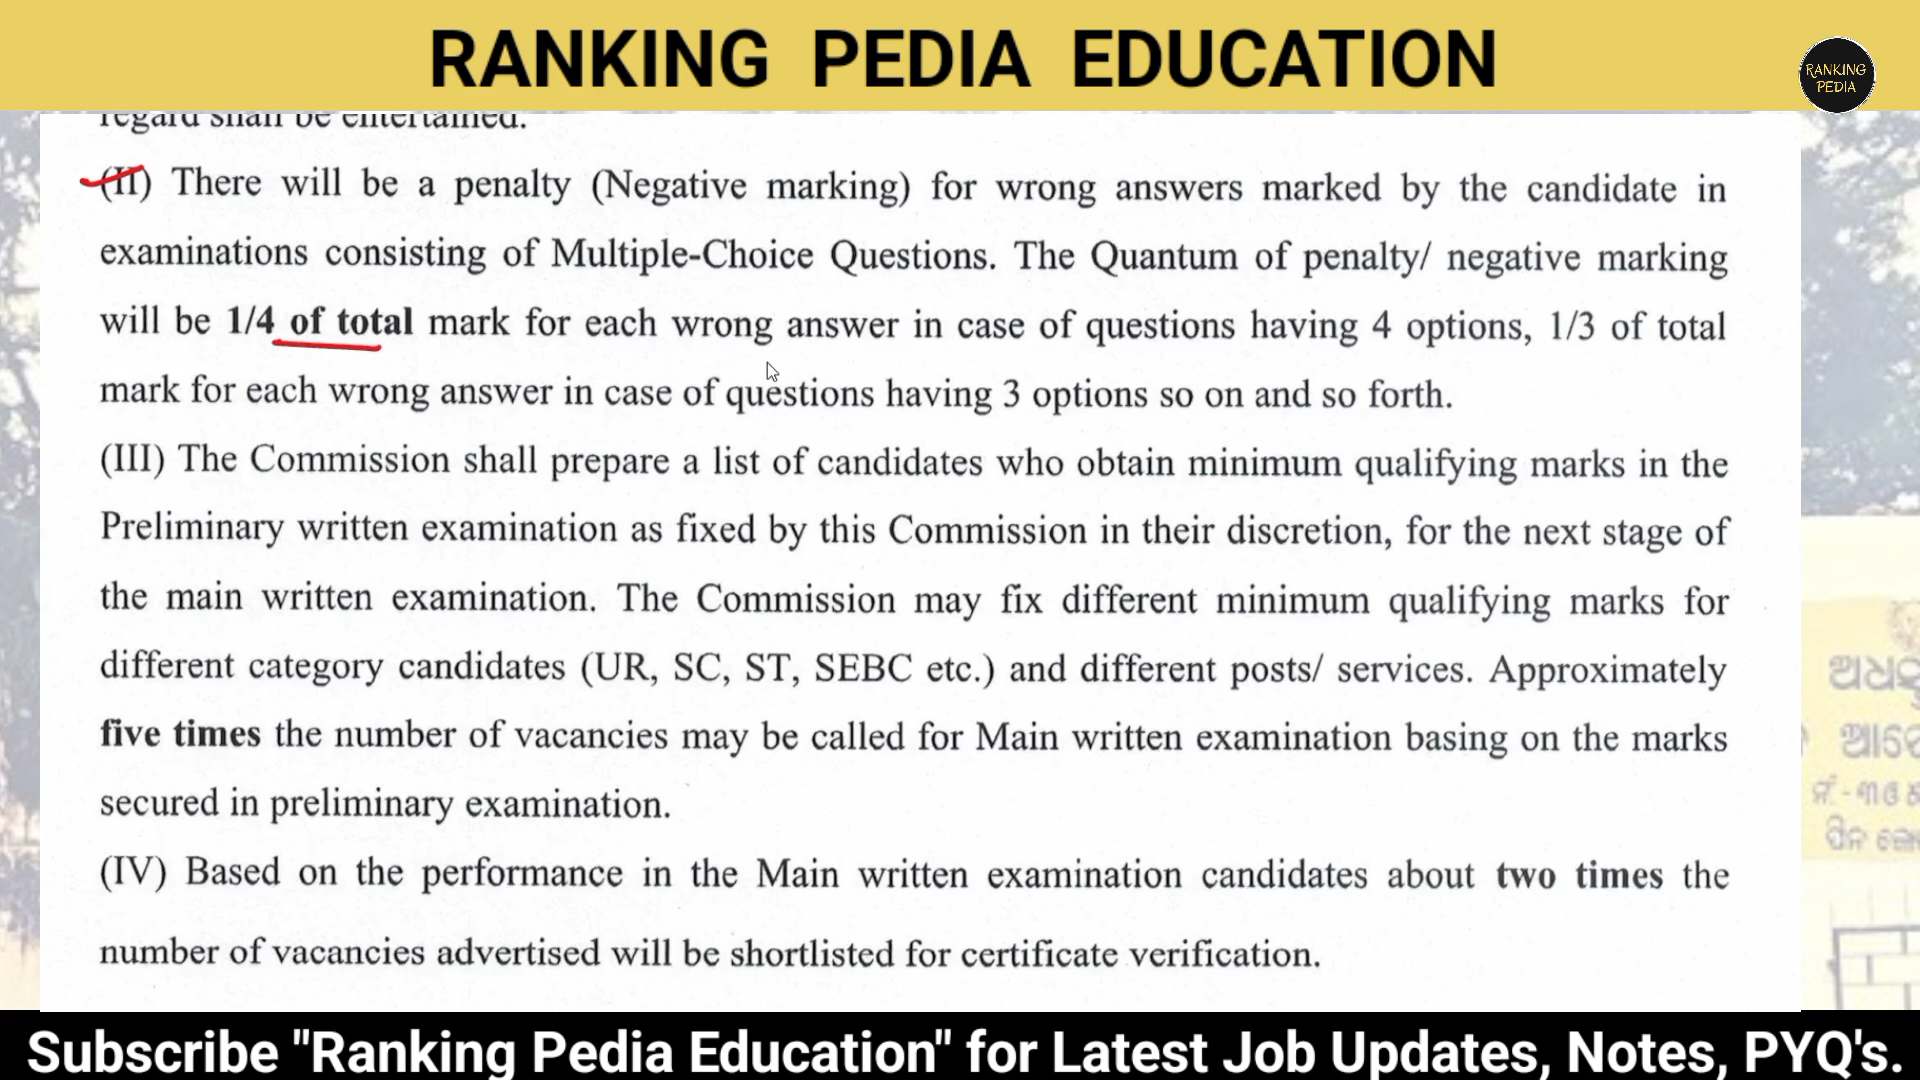 RANKING PEDIA EDUCATION
RANKING
PEDIA
regard shall be entertained.
(II) There will be a penalty (Negative marking) for wrong answers marked by the candidate in
examinations consisting of Multiple-Choice Questions. The Quantum of penalty/ negative marking
will be 1/4 of total mark for each wrong answer in case of questions having 4 options, 1/3 of total
mark for each wrong answer in case of questions having 3 options so on and so forth.
(III) The Commission shall prepare a list of candidates who obtain minimum qualifying marks in the
Preliminary written examination as fixed by this Commission in their discretion, for the next stage of
the main written examination. The Commission may fix different minimum qualifying marks for
different category candidates (UR, SC, ST, SEBC etc.) and different posts/ services. Approximately
five times the number of vacancies may be called for Main written examination basing on the marks
secured in preliminary examination.
(IV) Based on the performance in the Main written examination candidates about two times the
number of vacancies advertised will be shortlisted for certificate verification.
Subscribe "Ranking Pedia Education" for Latest Job Updates, Notes, PYQ's.